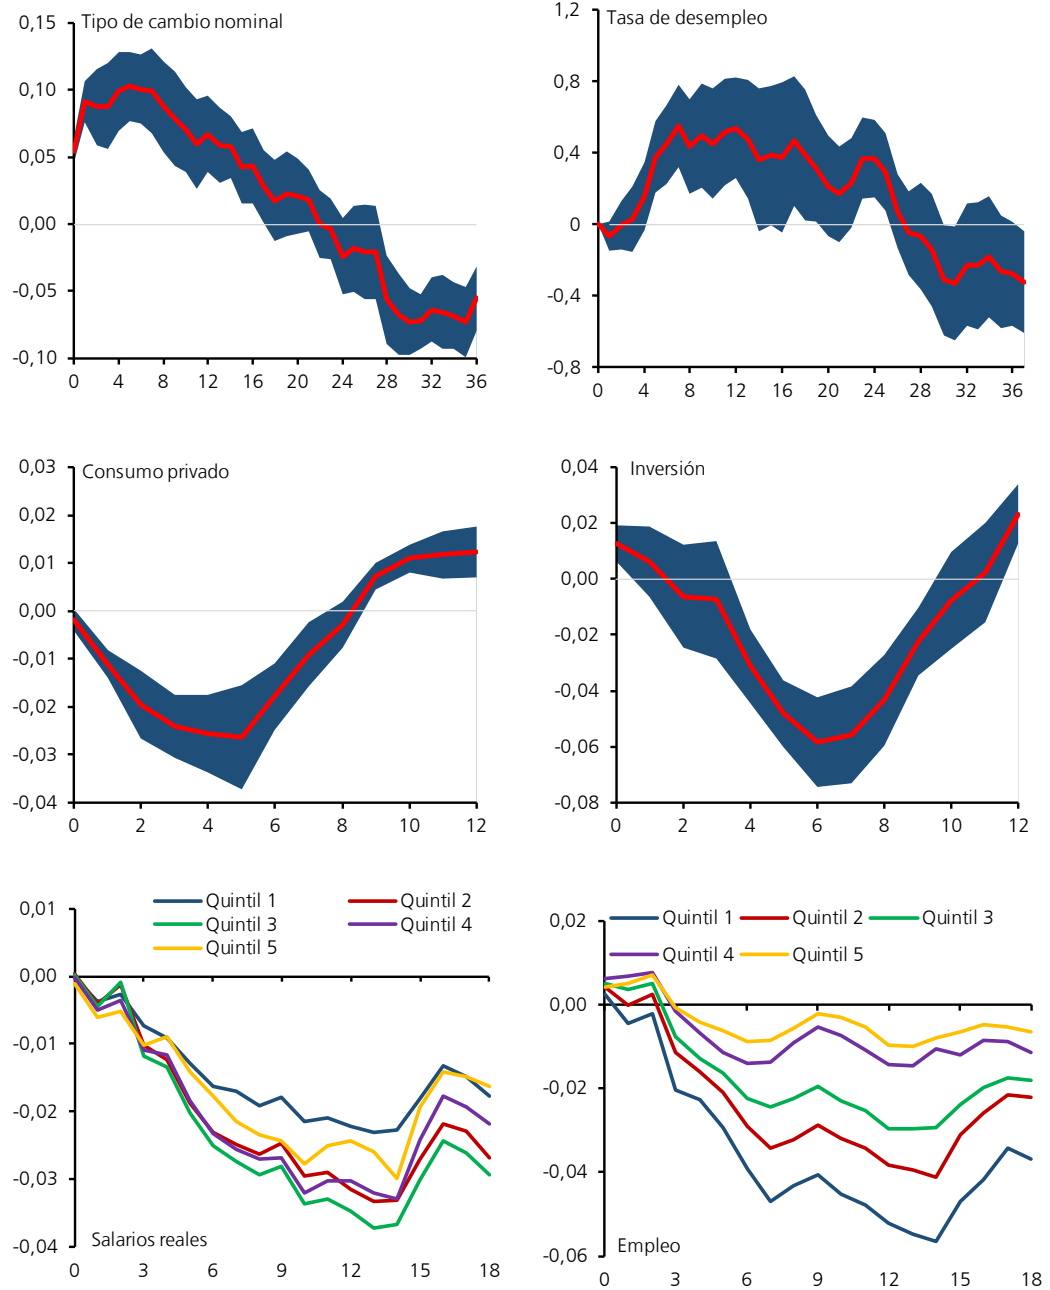 Tipo de cambio nominal
0,15
0,10
0,05
0,00
-0,05
-0,10
0 4 8 12 16 20 24 28 32 36
Tasa de desempleo
1,2
0,8
0,4
0
-0,4
-0,8
0 4 8 12 16 20 24 28 32 36
Consumo privado
0,03
0,02
0,01
0,00
-0,01
-0,02
-0,03
-0,04
0 2 4 6 8 10 12
Inversión
0,04
0,02
0,00
-0,02
-0,04
-0,06
-0,08
0 2 4 6 8 10 12
Quintil 1 Quintil 2
Quintil 3 Quintil 4
Quintil 5
0,01
0,00
-0,01
-0,02
-0,03
-0,04
Salarios reales
0 3 6 9 12 15 18
Quintil 1 Quintil 2 Quintil 3
Quintil 4 Quintil 5
0,02
0,00
-0,02
-0,04
-0,06
Empleo
0 3 6 9 12 15 18